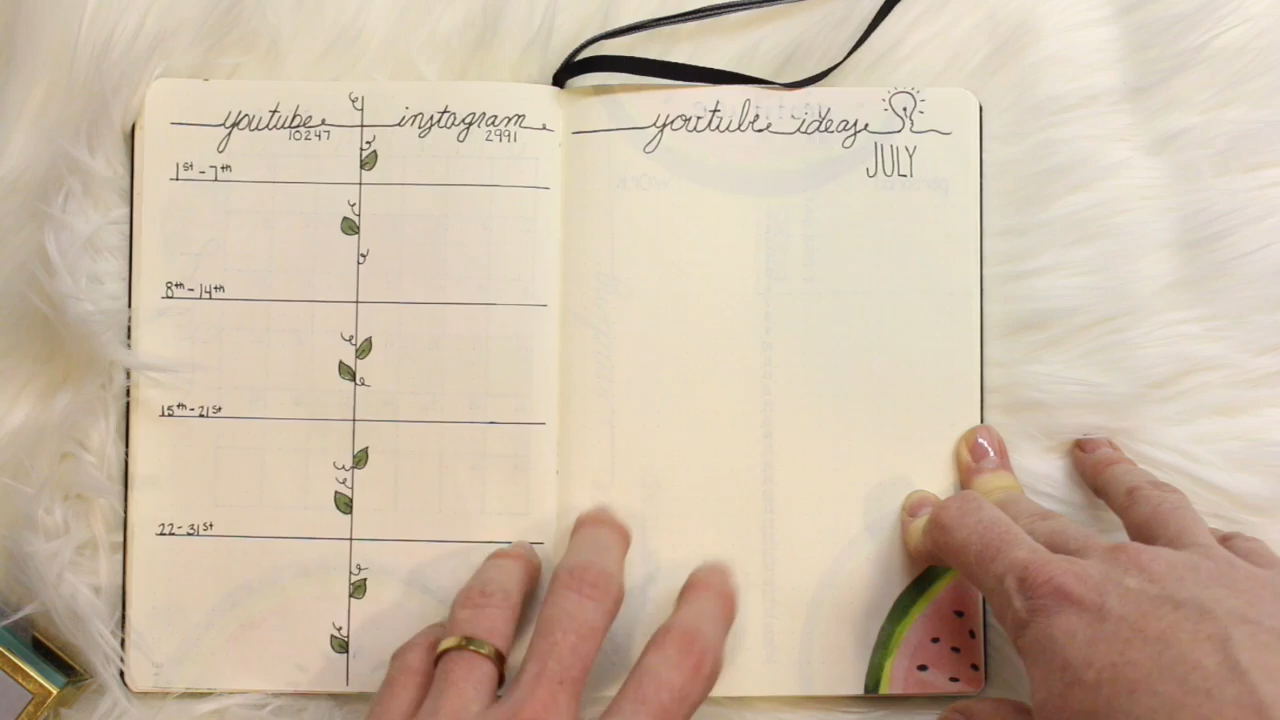 youtube instagram
10247 2991
1st-7th
8th-14th
15th-21st
22-31st
youtube ideas
JULY